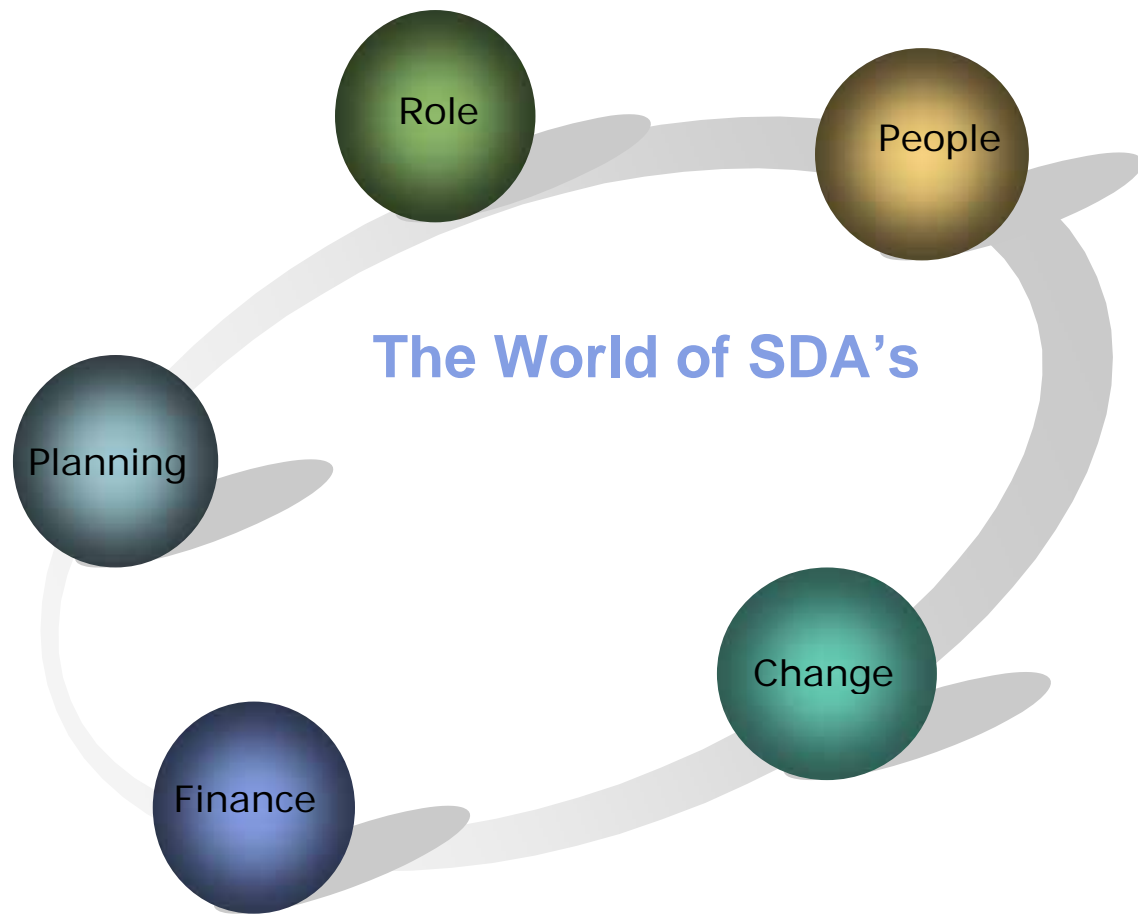 Role
People
The World of SDA’s
Planning
Change
Finance